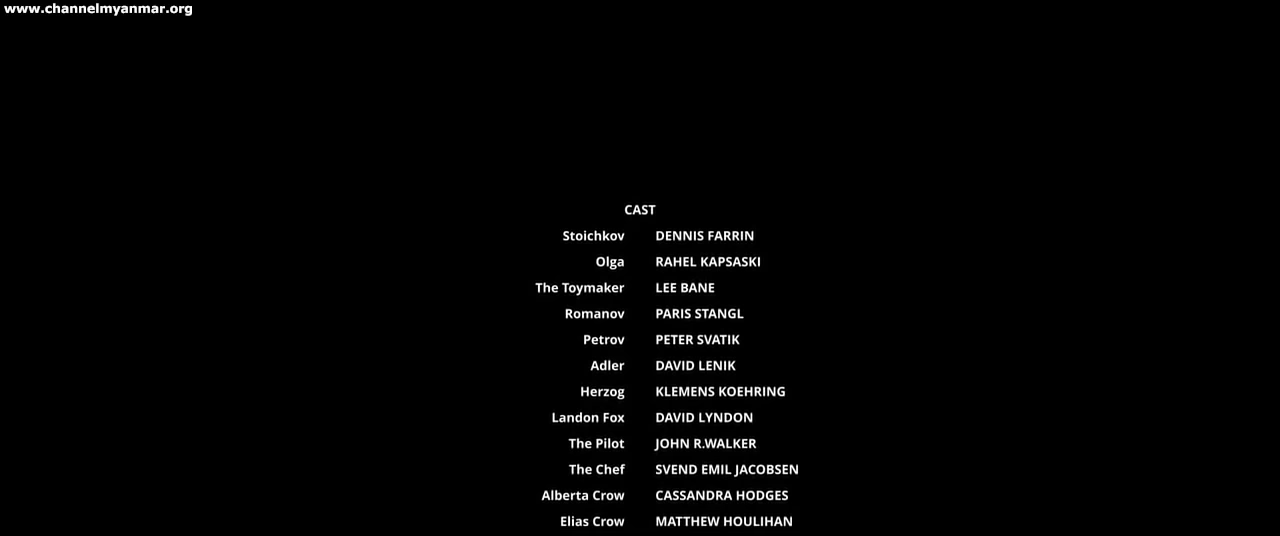 www.channelmyanmar.org
CAST
Stoichkov DENNIS FARRIN
Olga RAHEL KAPSASKI
The Toymaker LEE BANE
Romanov PARIS STANGL
Petrov PETER SVATIK
Adler DAVID LENIK
Herzog KLEMENS KOEHRING
Landon Fox DAVID LYNDON
The Pilot JOHN R.WALKER
The Chef SVEND EMIL JACOBSEN
Alberta Crow CASSANDRA HODGES
Elias Crow MATTHEW HOULIHAN